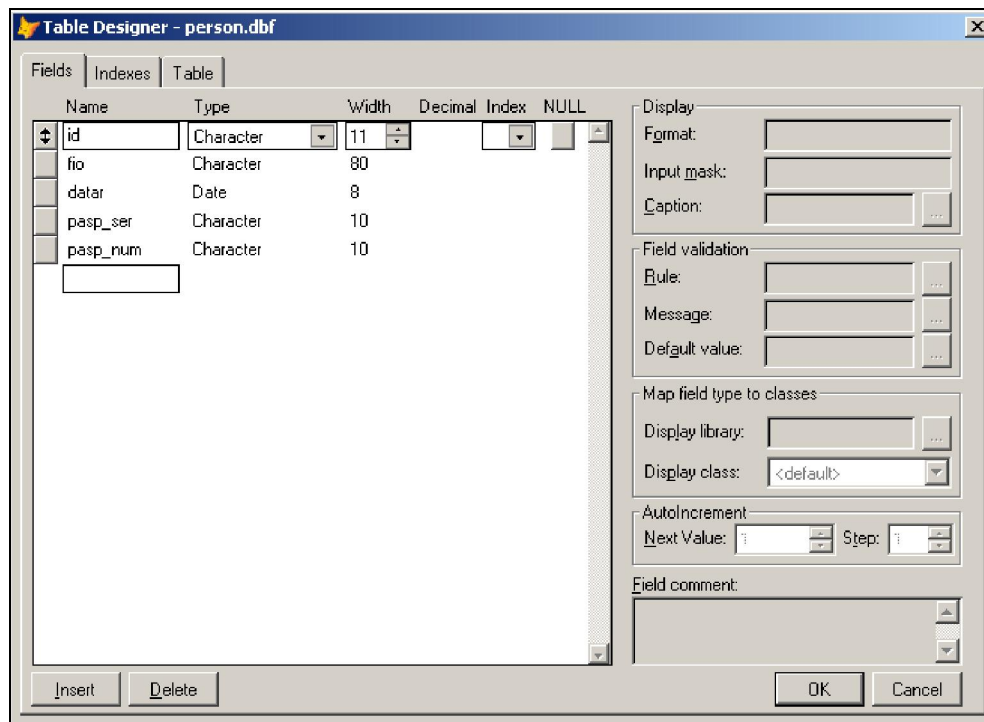 Table Designer - person.dbf
Fields Indexes Table
Name Type Width Decimal Index NULL
id Character 11
fio Character 80
datar Date 8
pasp_ser Character 10
pasp_num Character 10
Display
Format:
Input mask:
Caption: ...
Field validation
Rule: ...
Message: ...
Default value: ...
Map field type to classes
Display library: ...
Display class: <default>
AutoIncrement
Next Value: 1 Step: 1
Field comment:
Insert Delete OK Cancel